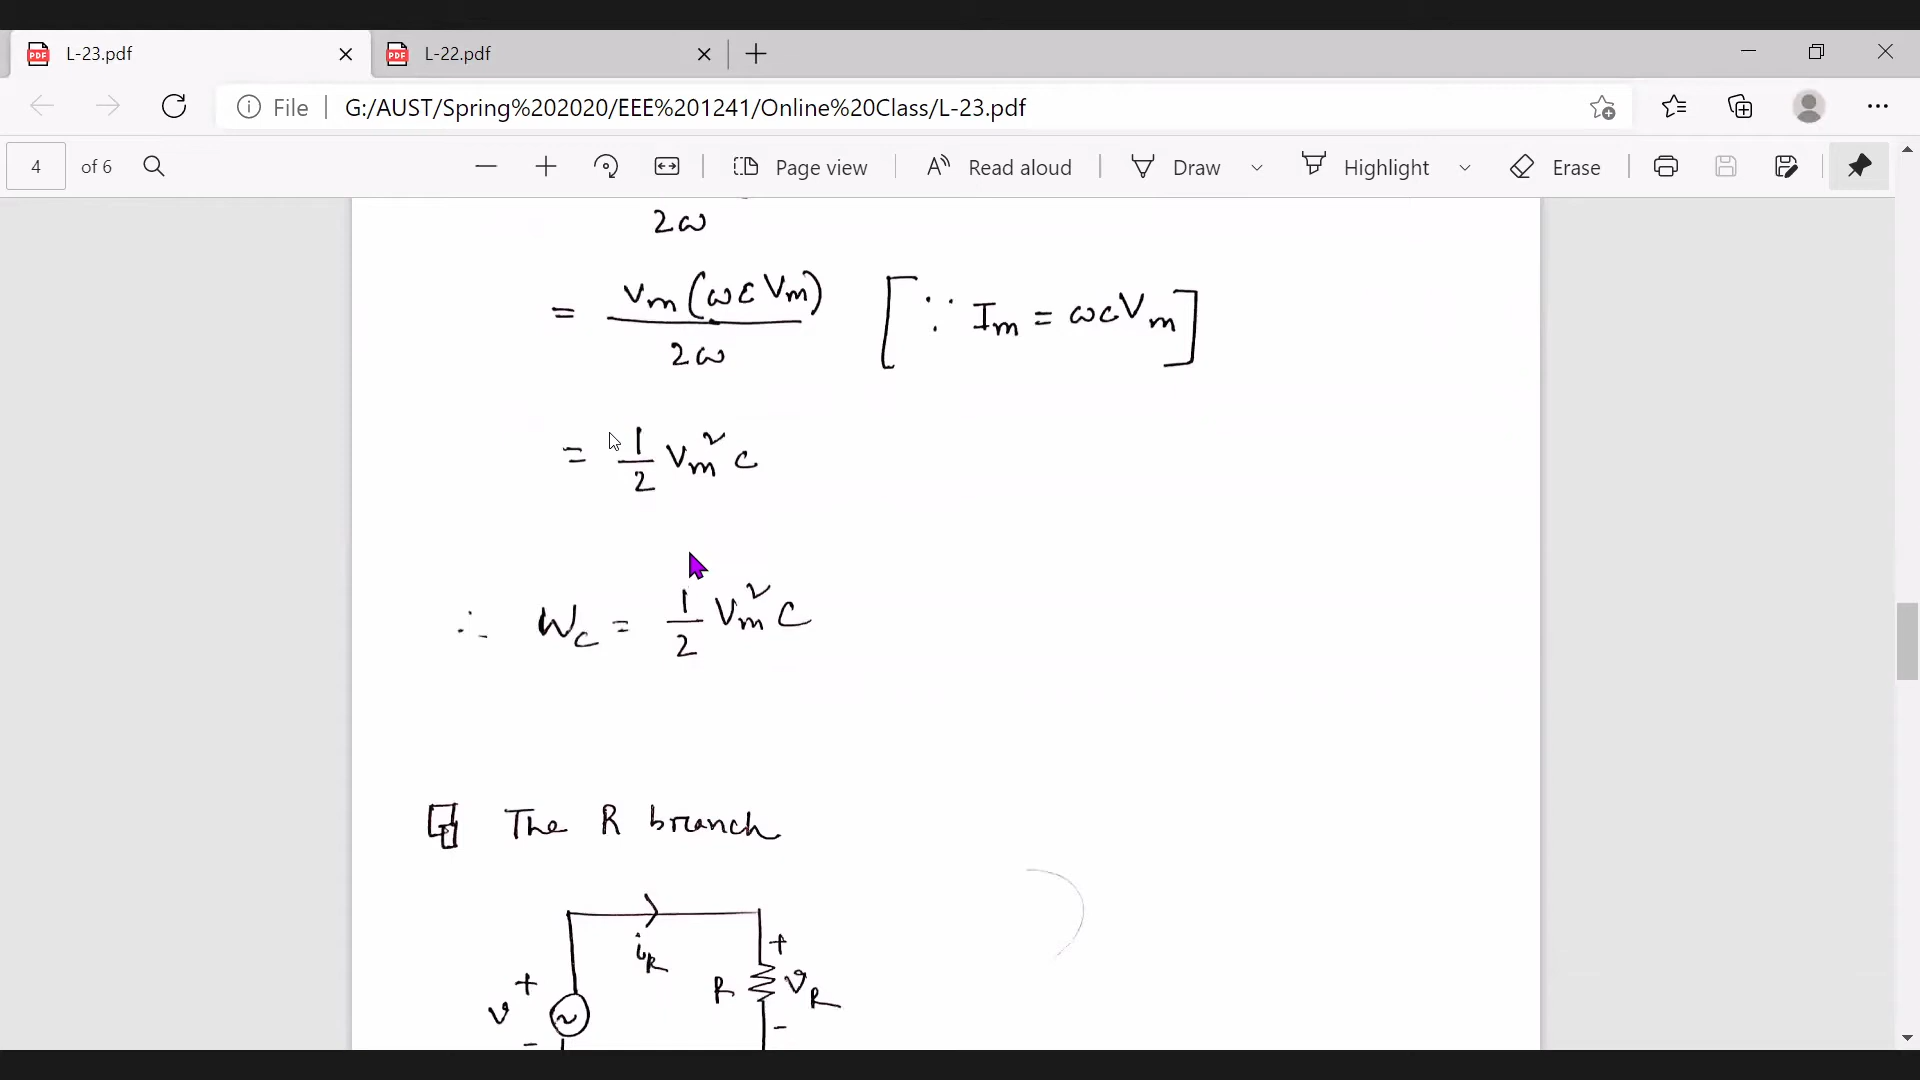 L-23.pdf
L-22.pdf
File | G:/AUST/Spring%202020/EEE%201241/Online%20Class/L-23.pdf
4 of 6
Page view
Read aloud
Draw
Highlight
Erase
2ω
= Vm(ωcVm) / 2ω [∵ Im = ωcVm]
= 1/2 Vm² c
∴ Wc = 1/2 Vm² C
The R branch
iR
+
+
R
vR
v
-
-